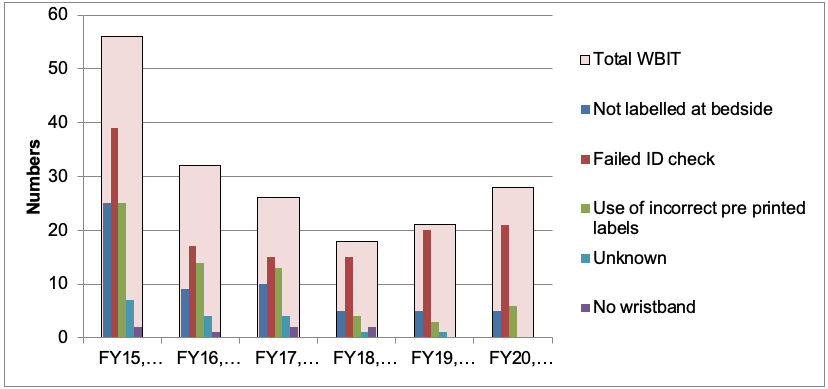 60
50
40
30
20
10
0
Numbers
FY15,...
FY16,...
FY17,...
FY18,...
FY19,...
FY20,...
Total WBIT
Not labelled at bedside
Failed ID check
Use of incorrect pre printed
labels
Unknown
No wristband